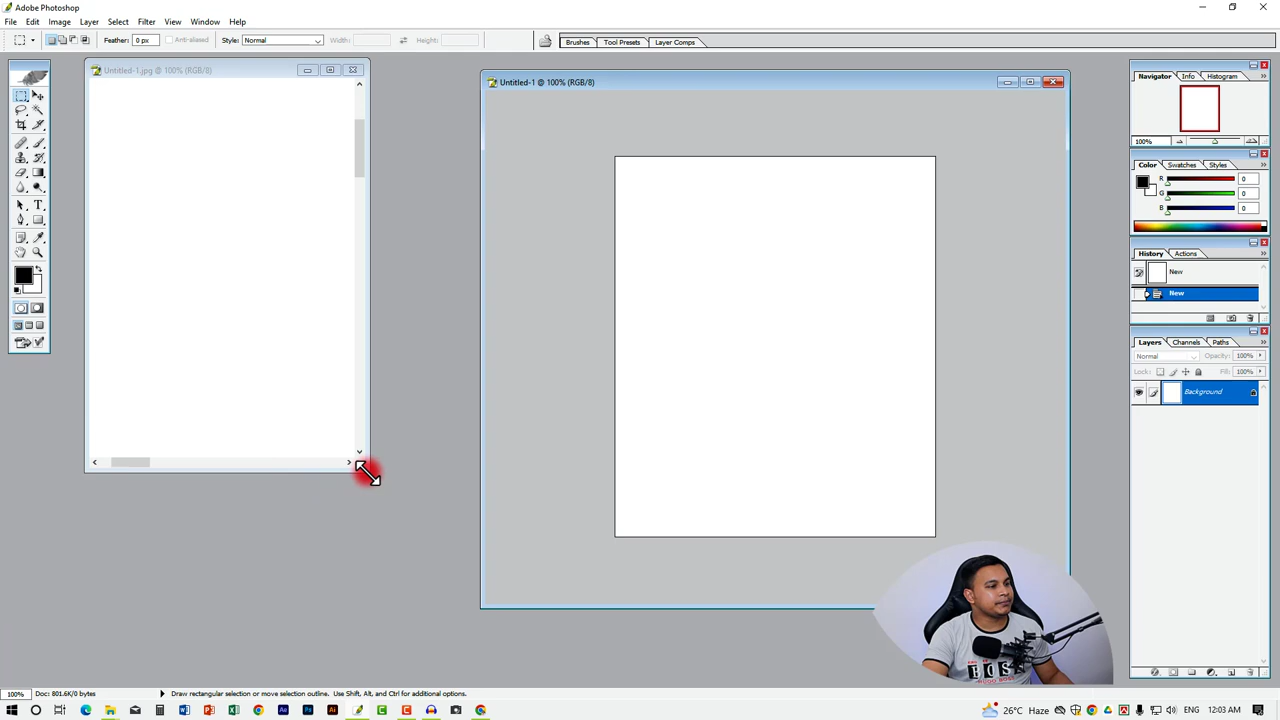 Adobe Photoshop
File Edit Image Layer Select Filter View Window Help
Feather: 0 px Anti-aliased Style: Normal Width: Height: Brushes Tool Presets Layer Comps
Untitled-1.jpg @ 100% (RGB/8)
Untitled-1 @ 100% (RGB/8)
Navigator Info Histogram
100%
Color Swatches Styles
R 0
G 0
B 0
History Actions
New
New
Layers Channels Paths
Normal Opacity: 100%
Lock: Fill: 100%
Background
BOSS
100% Doc: 801.6K/0 bytes Draw rectangular selection or move selection outline. Use Shift, Alt, and Ctrl for additional options.
26°C Haze 12:03 AM